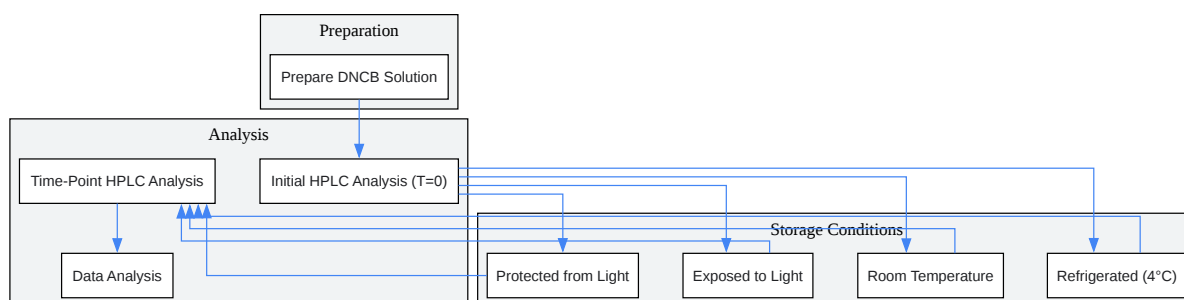 Preparation
Prepare DNCB Solution
Analysis
Time-Point HPLC Analysis
Initial HPLC Analysis (T=0)
Data Analysis
Storage Conditions
Protected from Light
Exposed to Light
Room Temperature
Refrigerated (4°C)